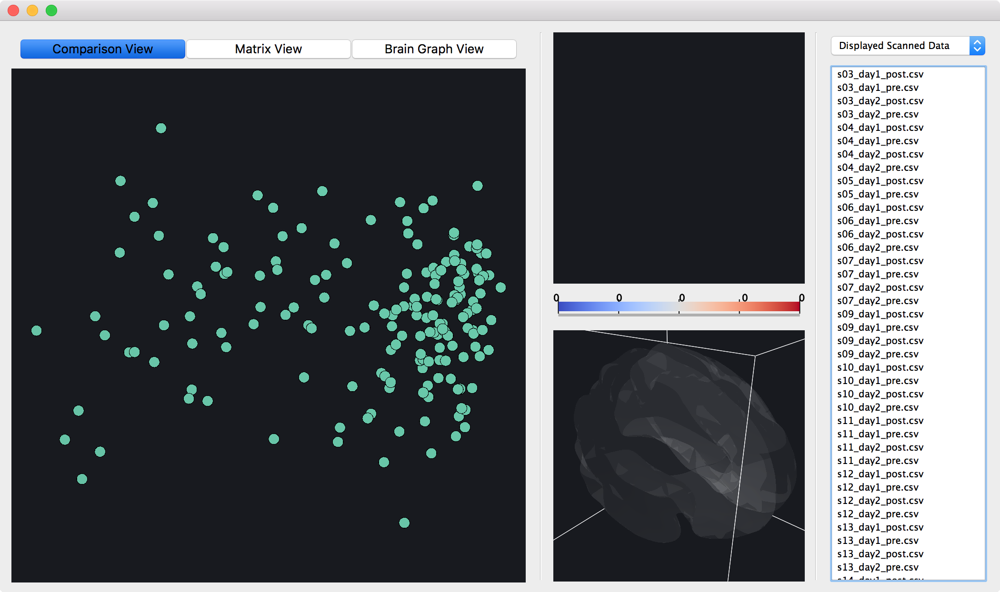 Comparison View
Matrix View
Brain Graph View
0 0 0 0 0
Displayed Scanned Data
s03_day1_post.csv
s03_day1_pre.csv
s03_day2_post.csv
s03_day2_pre.csv
s04_day1_post.csv
s04_day1_pre.csv
s04_day2_post.csv
s04_day2_pre.csv
s05_day1_post.csv
s05_day1_pre.csv
s06_day1_post.csv
s06_day1_pre.csv
s06_day2_post.csv
s06_day2_pre.csv
s07_day1_post.csv
s07_day1_pre.csv
s07_day2_post.csv
s07_day2_pre.csv
s09_day1_post.csv
s09_day1_pre.csv
s09_day2_post.csv
s09_day2_pre.csv
s10_day1_post.csv
s10_day1_pre.csv
s10_day2_post.csv
s10_day2_pre.csv
s11_day1_post.csv
s11_day1_pre.csv
s11_day2_post.csv
s11_day2_pre.csv
s12_day1_post.csv
s12_day1_pre.csv
s12_day2_post.csv
s12_day2_pre.csv
s13_day1_post.csv
s13_day1_pre.csv
s13_day2_post.csv
s13_day2_pre.csv